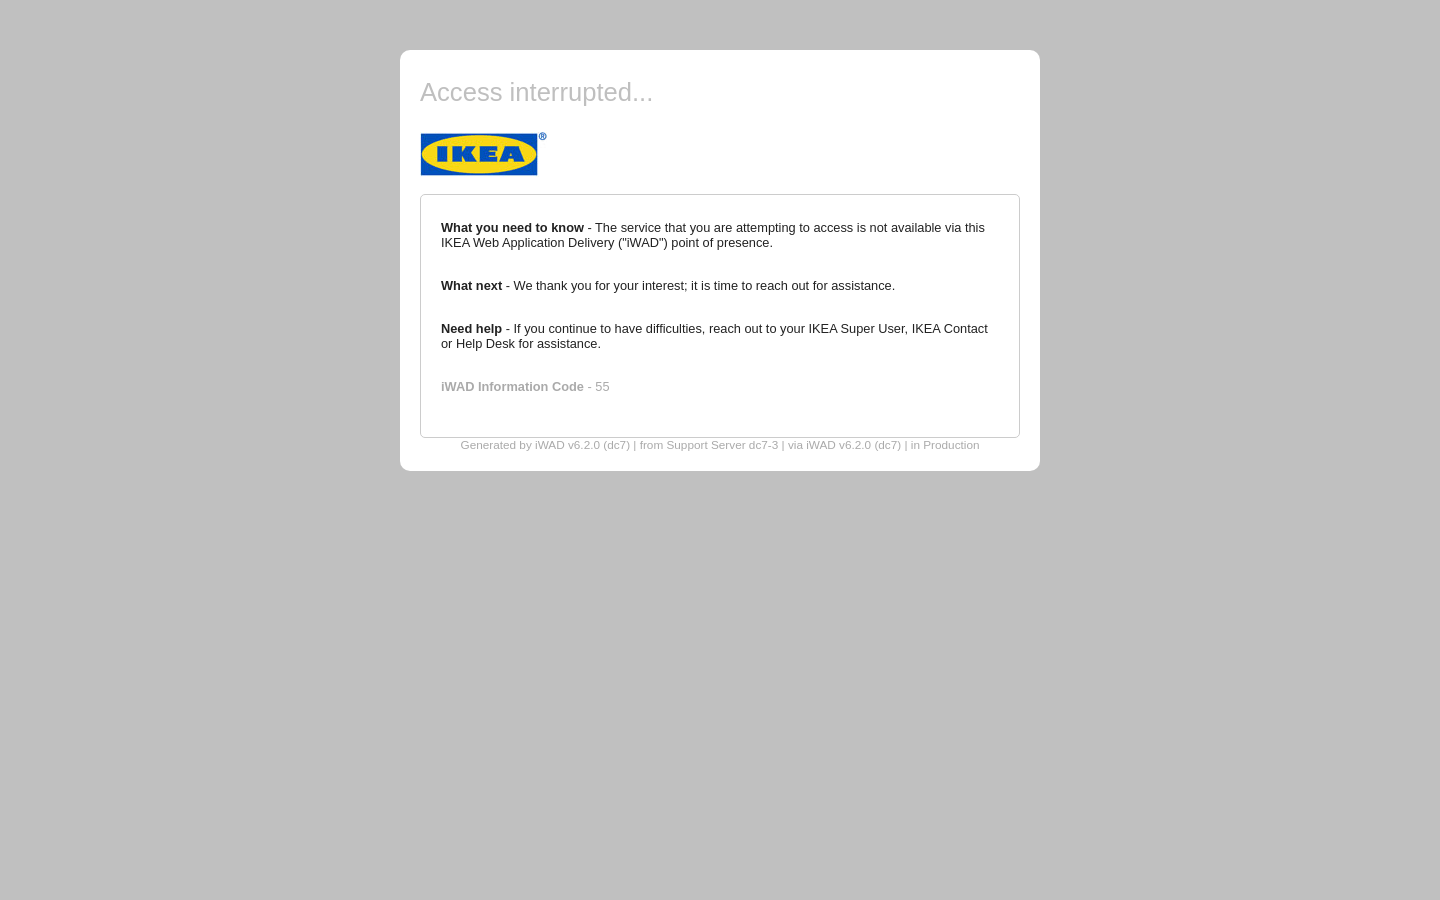 Access interrupted...
IKEA®
What you need to know - The service that you are attempting to access is not available via this
IKEA Web Application Delivery ("iWAD") point of presence.
What next - We thank you for your interest; it is time to reach out for assistance.
Need help - If you continue to have difficulties, reach out to your IKEA Super User, IKEA Contact
or Help Desk for assistance.
iWAD Information Code - 55
Generated by iWAD v6.2.0 (dc7) | from Support Server dc7-3 | via iWAD v6.2.0 (dc7) | in Production